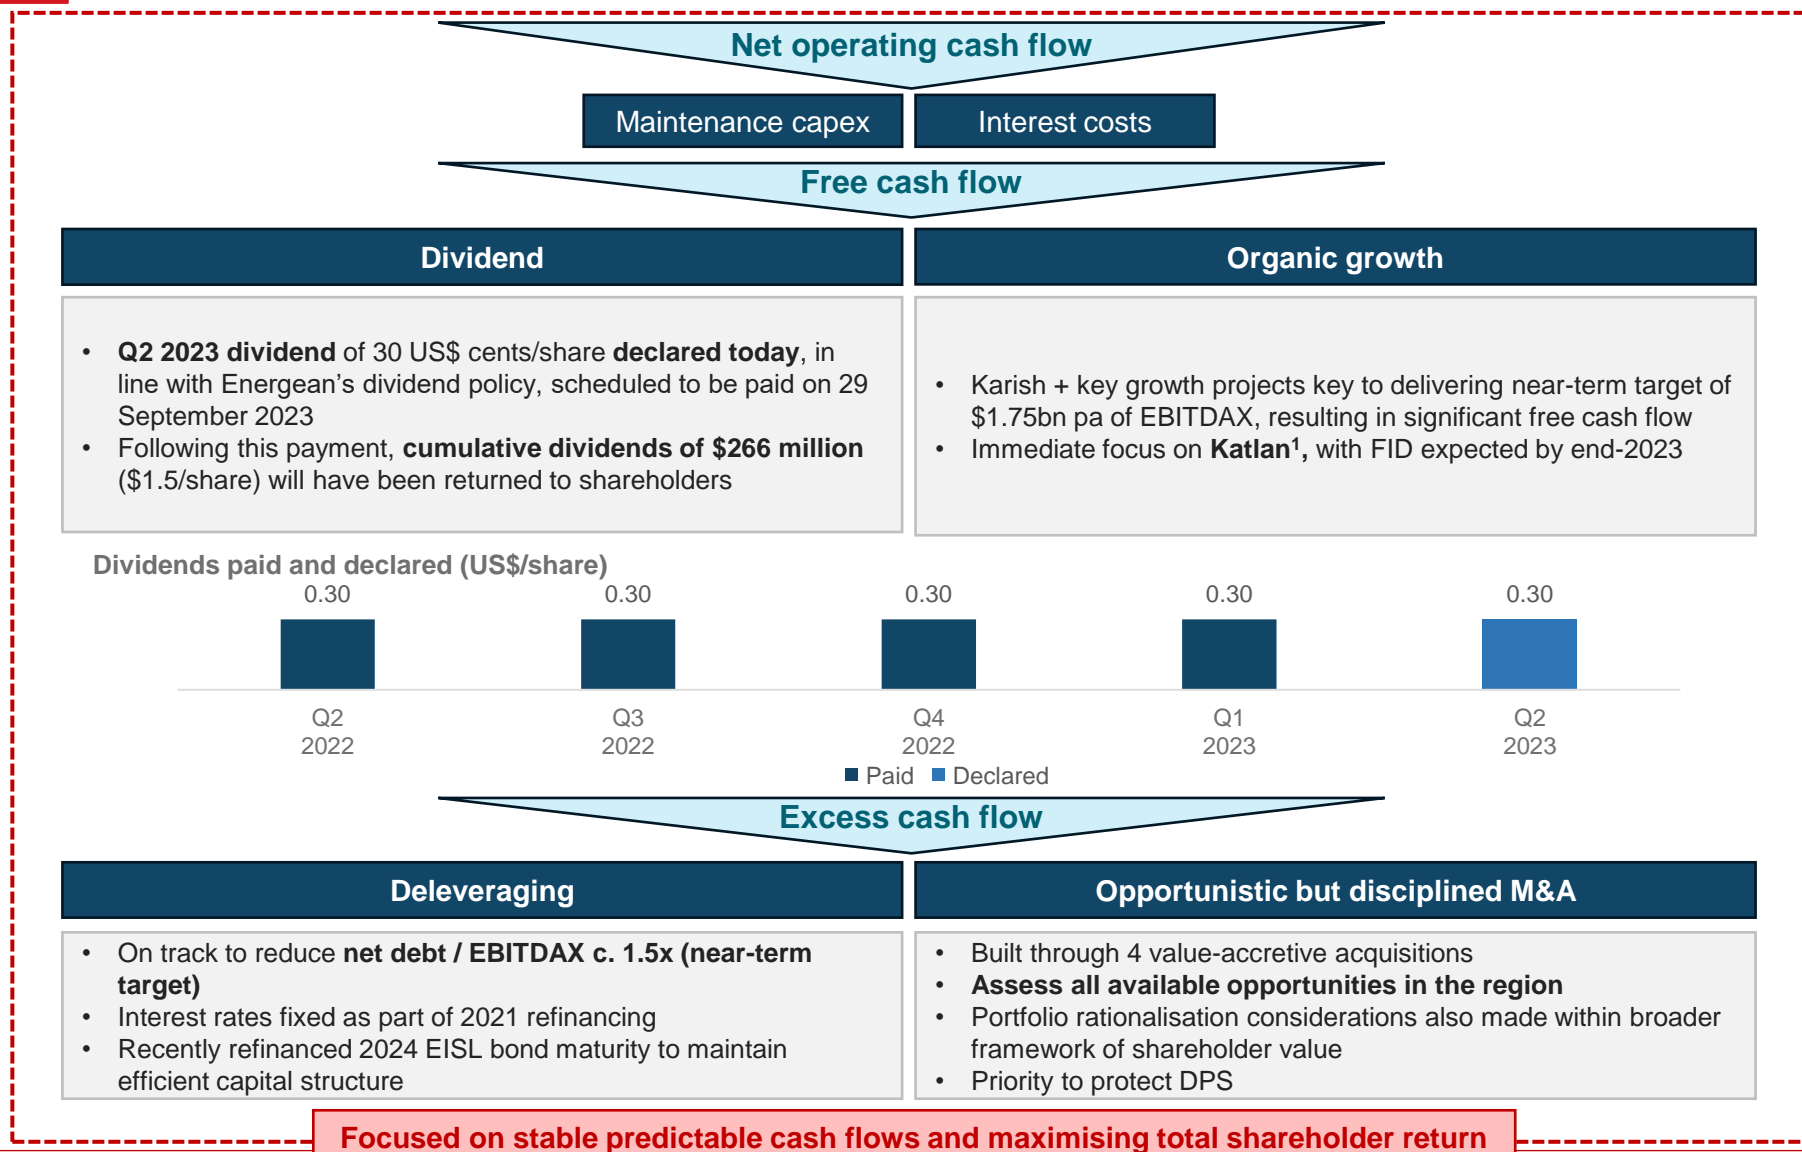 Net operating cash flow
Maintenance capex
Interest costs
Free cash flow
Dividend
• Q2 2023 dividend of 30 US$ cents/share declared today, in
line with Energean’s dividend policy, scheduled to be paid on 29
September 2023
• Following this payment, cumulative dividends of $266 million
($1.5/share) will have been returned to shareholders
Organic growth
• Karish + key growth projects key to delivering near-term target of
$1.75bn pa of EBITDAX, resulting in significant free cash flow
• Immediate focus on Katlan¹, with FID expected by end-2023
Dividends paid and declared (US$/share)
0.30 0.30 0.30 0.30 0.30
Q2 Q3 Q4 Q1 Q2
2022 2022 2022 2023 2023
Paid Declared
Excess cash flow
Deleveraging
• On track to reduce net debt / EBITDAX c. 1.5x (near-term
target)
• Interest rates fixed as part of 2021 refinancing
• Recently refinanced 2024 EISL bond maturity to maintain
efficient capital structure
Opportunistic but disciplined M&A
• Built through 4 value-accretive acquisitions
• Assess all available opportunities in the region
• Portfolio rationalisation considerations also made within broader
framework of shareholder value
• Priority to protect DPS
Focused on stable predictable cash flows and maximising total shareholder return